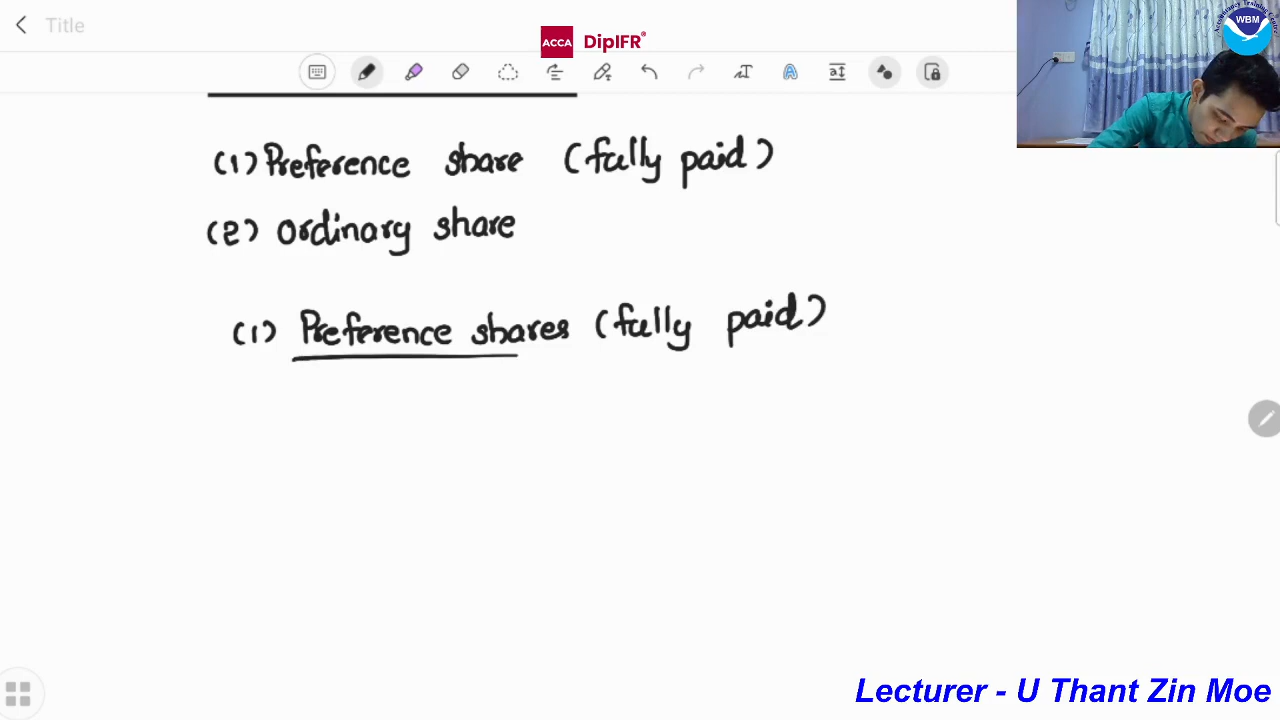 Title
ACCA DipIFR®
WBM
(1) Preference share (fully paid)
(2) Ordinary share
(1) Preference shares (fully paid)
Lecturer - U Thant Zin Moe